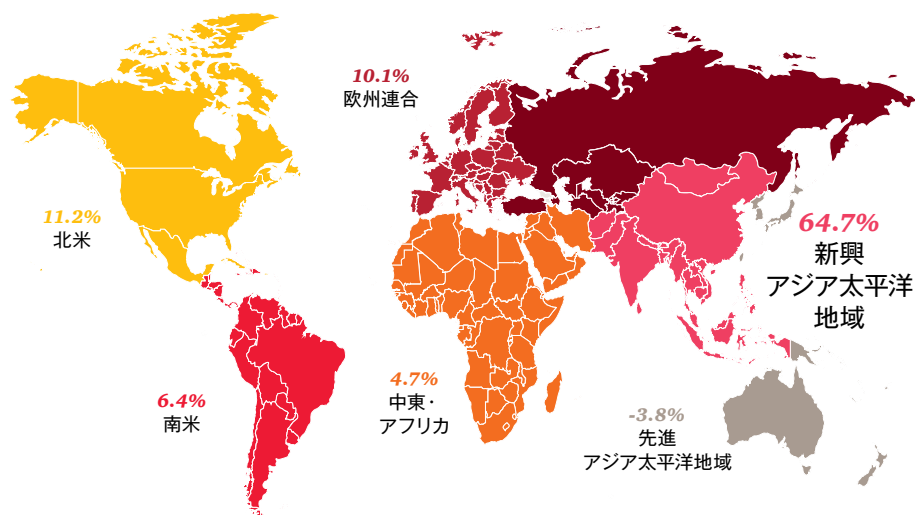 10.1%
欧州連合
11.2%
北米
64.7%
新興
アジア太平洋
地域
6.4%
南米
4.7%
中東・
アフリカ
-3.8%
先進
アジア太平洋地域